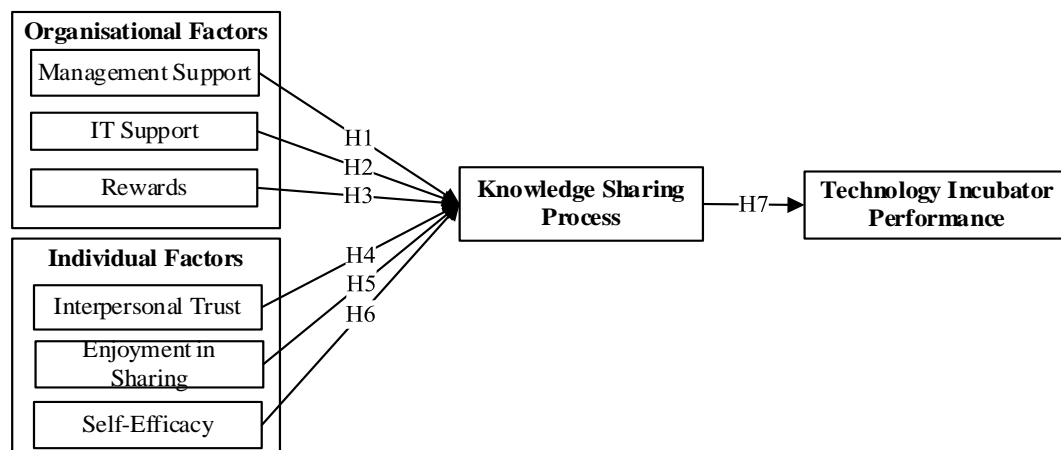 Organisational Factors
Management Support
IT Support
Rewards
Individual Factors
Interpersonal Trust
Enjoyment in
Sharing
Self-Efficacy
H1
H2
H3
H4
H5
H6
Knowledge Sharing
Process
H7
Technology Incubator
Performance